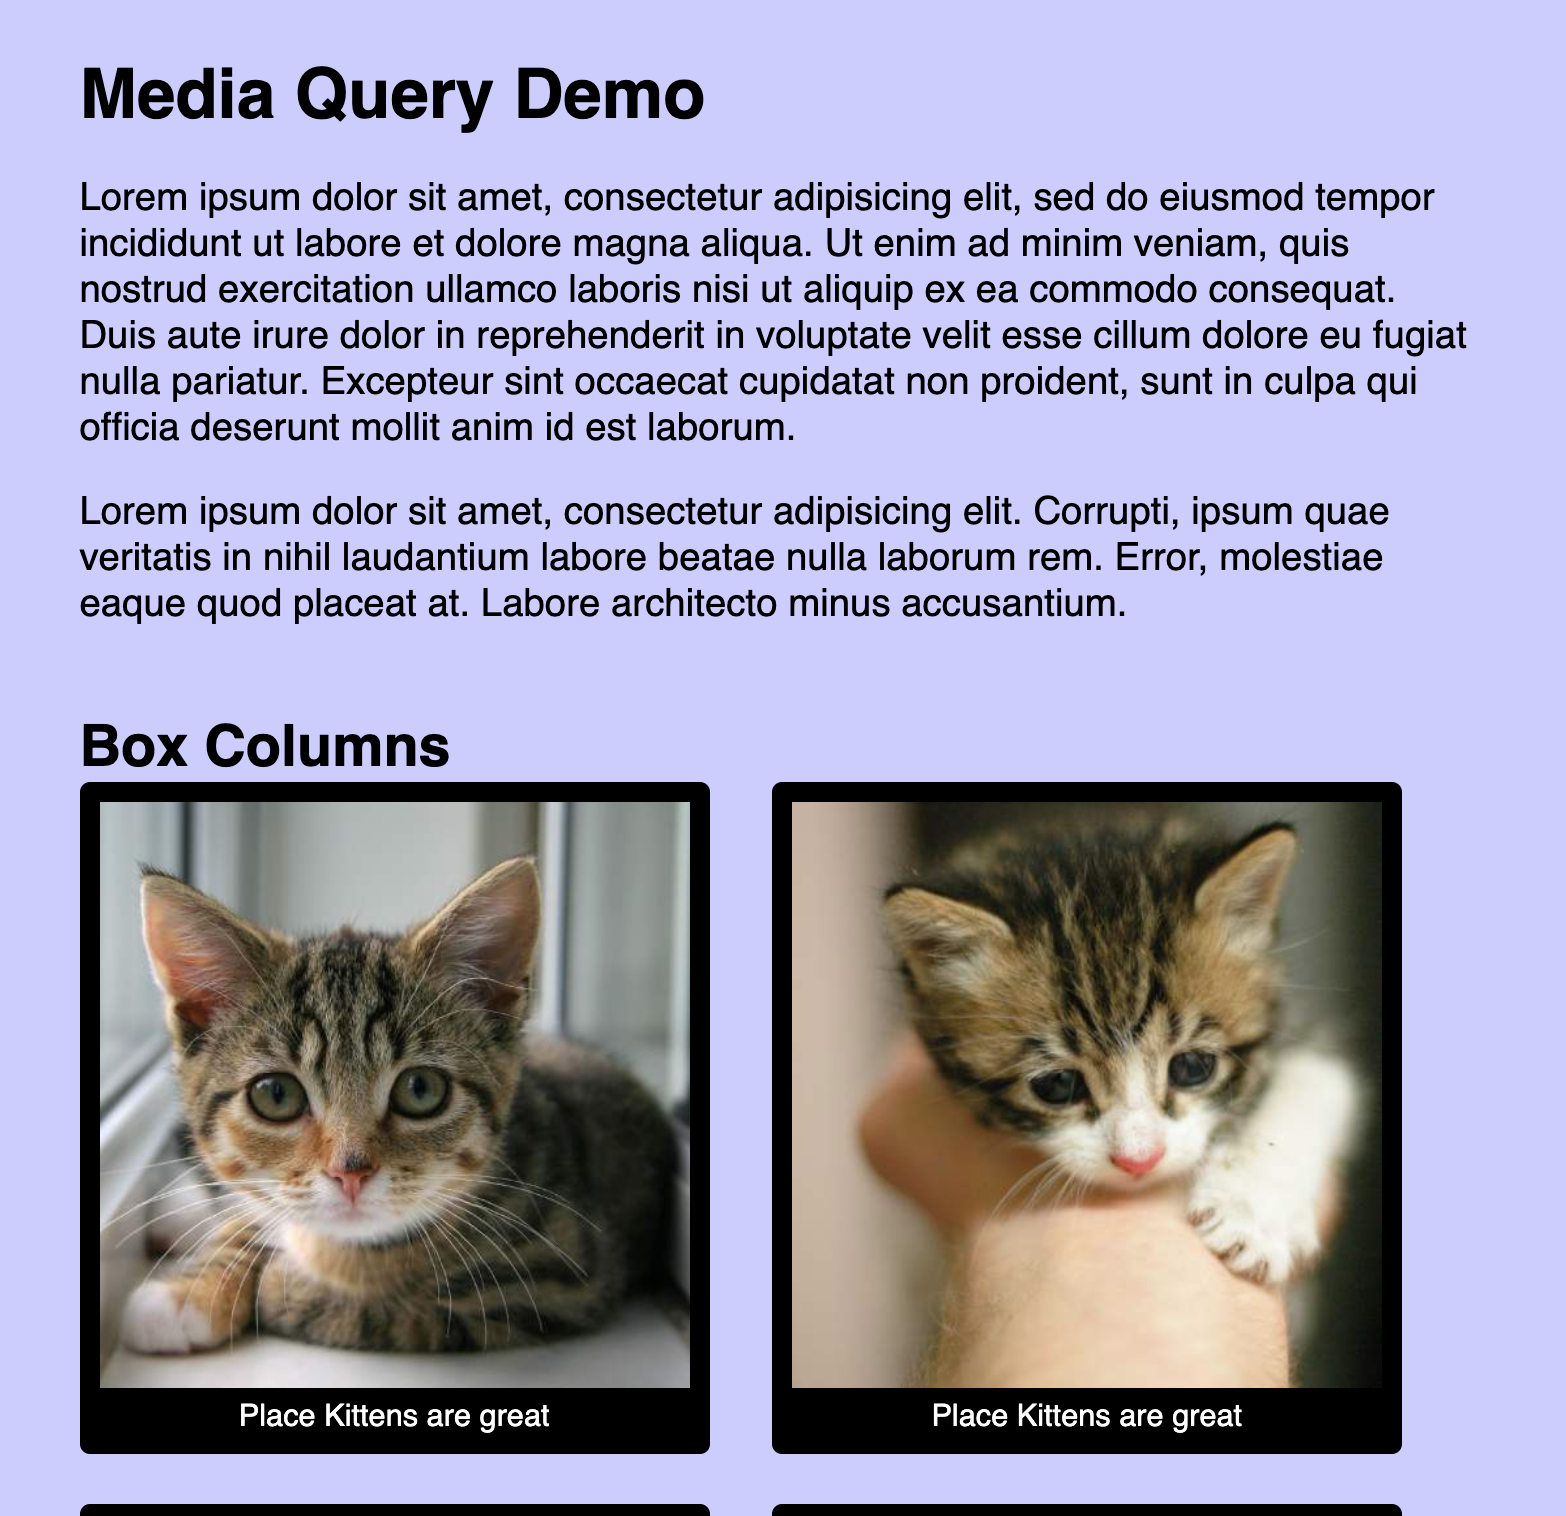 Media Query Demo
Lorem ipsum dolor sit amet, consectetur adipisicing elit, sed do eiusmod tempor
incididunt ut labore et dolore magna aliqua. Ut enim ad minim veniam, quis
nostrud exercitation ullamco laboris nisi ut aliquip ex ea commodo consequat.
Duis aute irure dolor in reprehenderit in voluptate velit esse cillum dolore eu fugiat
nulla pariatur. Excepteur sint occaecat cupidatat non proident, sunt in culpa qui
officia deserunt mollit anim id est laborum.
Lorem ipsum dolor sit amet, consectetur adipisicing elit. Corrupti, ipsum quae
veritatis in nihil laudantium labore beatae nulla laborum rem. Error, molestiae
eaque quod placeat at. Labore architecto minus accusantium.
Box Columns
Place Kittens are great
Place Kittens are great